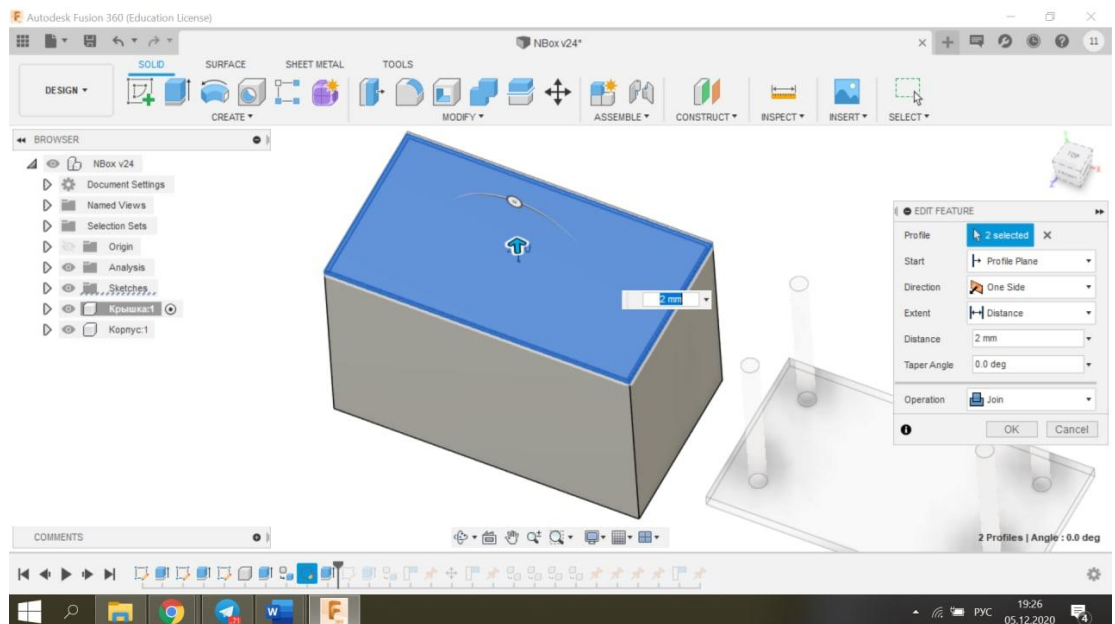 Autodesk Fusion 360 (Education License)
NBox v24*
11
SOLID SURFACE SHEET METAL TOOLS
DESIGN
CREATE MODIFY ASSEMBLE CONSTRUCT INSPECT INSERT SELECT
BROWSER
NBox v24
Document Settings
Named Views
Selection Sets
Origin
Analysis
Sketches
Крышка:1
Корпус:1
TOP
2 mm
EDIT FEATURE
Profile 2 selected
Start Profile Plane
Direction One Side
Extent Distance
Distance 2 mm
Taper Angle 0.0 deg
Operation Join
OK Cancel
COMMENTS
2 Profiles | Angle : 0.0 deg
РУС
19:26
05.12.2020